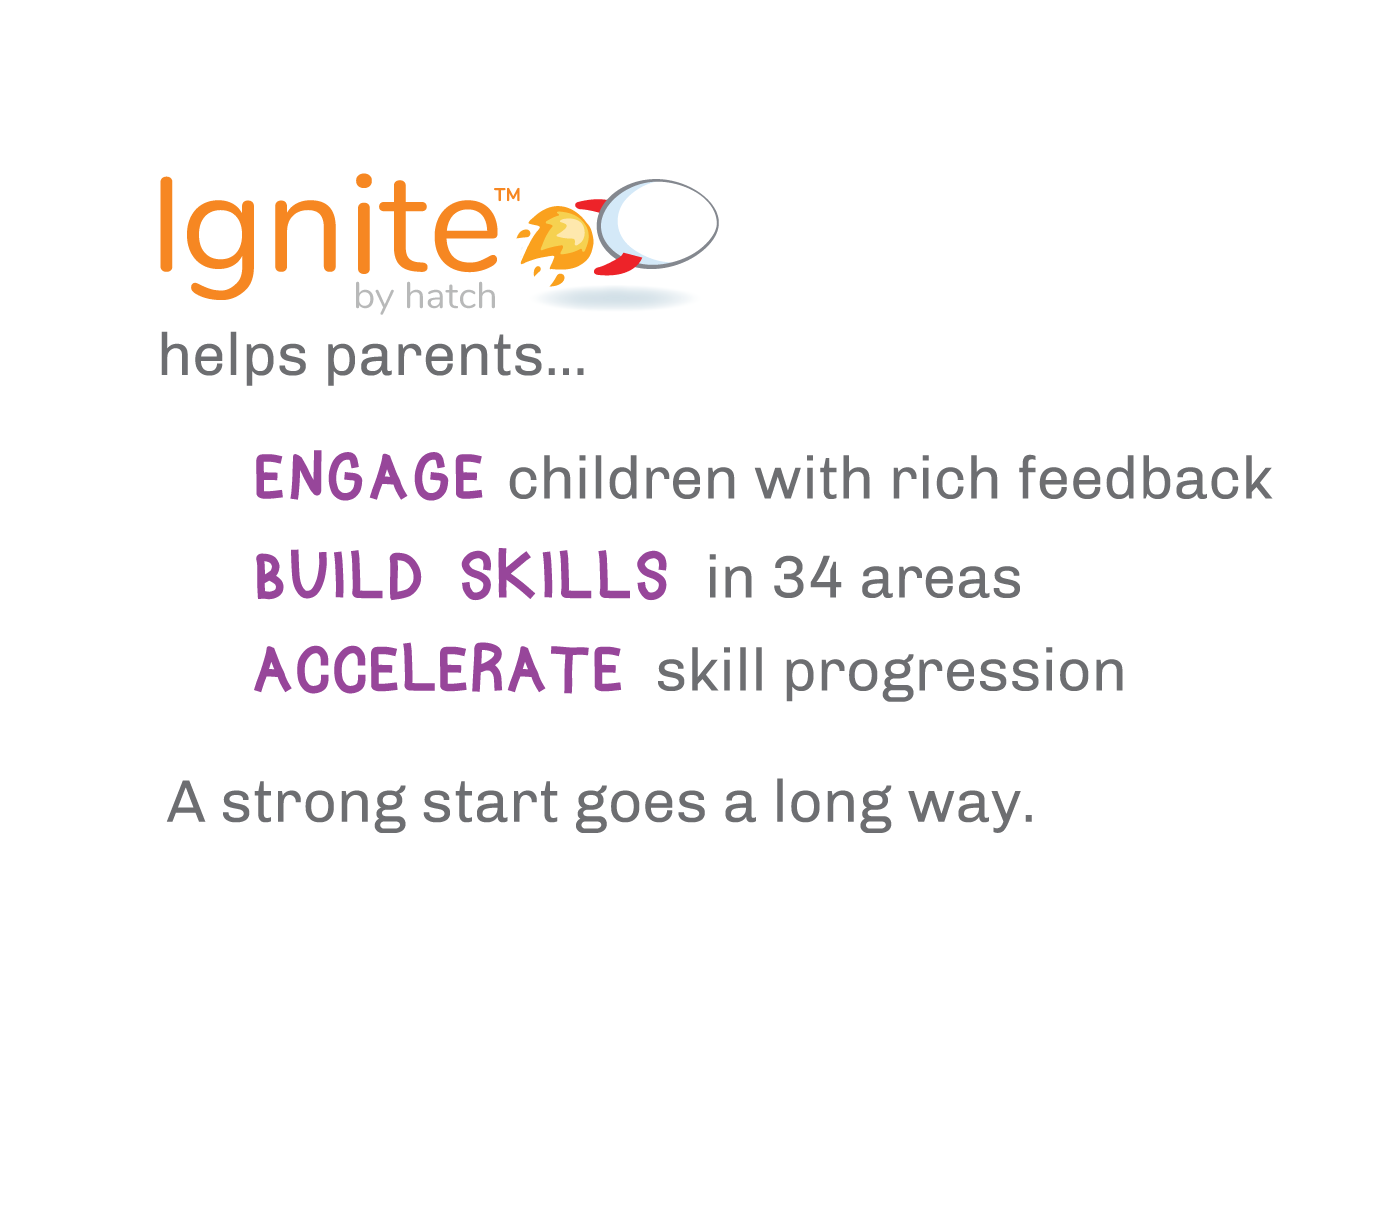 Ignite™
by hatch
helps parents...
ENGAGE children with rich feedback
BUILD SKILLS in 34 areas
ACCELERATE skill progression
A strong start goes a long way.